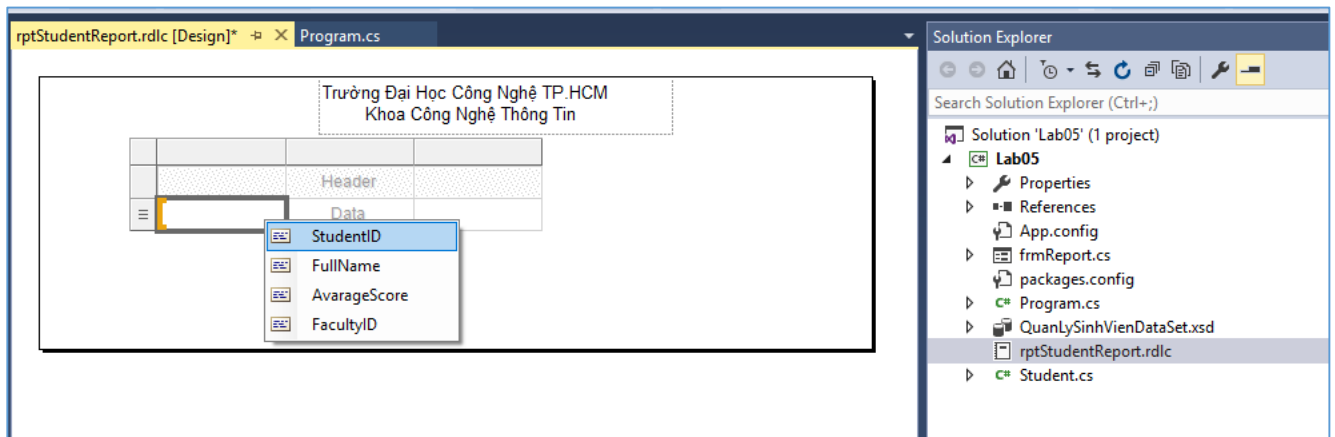 rptStudentReport.rdlc [Design]*
Program.cs
Trường Đại Học Công Nghệ TP.HCM
Khoa Công Nghệ Thông Tin
Header
Data
StudentID
FullName
AvarageScore
FacultyID
Solution Explorer
Search Solution Explorer (Ctrl+;)
Solution 'Lab05' (1 project)
C# Lab05
Properties
References
App.config
frmReport.cs
packages.config
C# Program.cs
QuanLySinhVienDataSet.xsd
rptStudentReport.rdlc
C# Student.cs